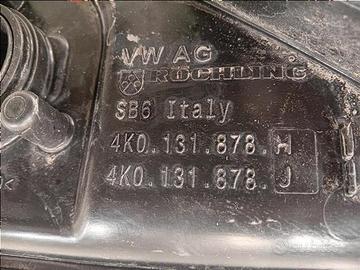 VW AG
RÖCHLING
SB6 Italy
4K0.131.878.H
4K0.131.878.J